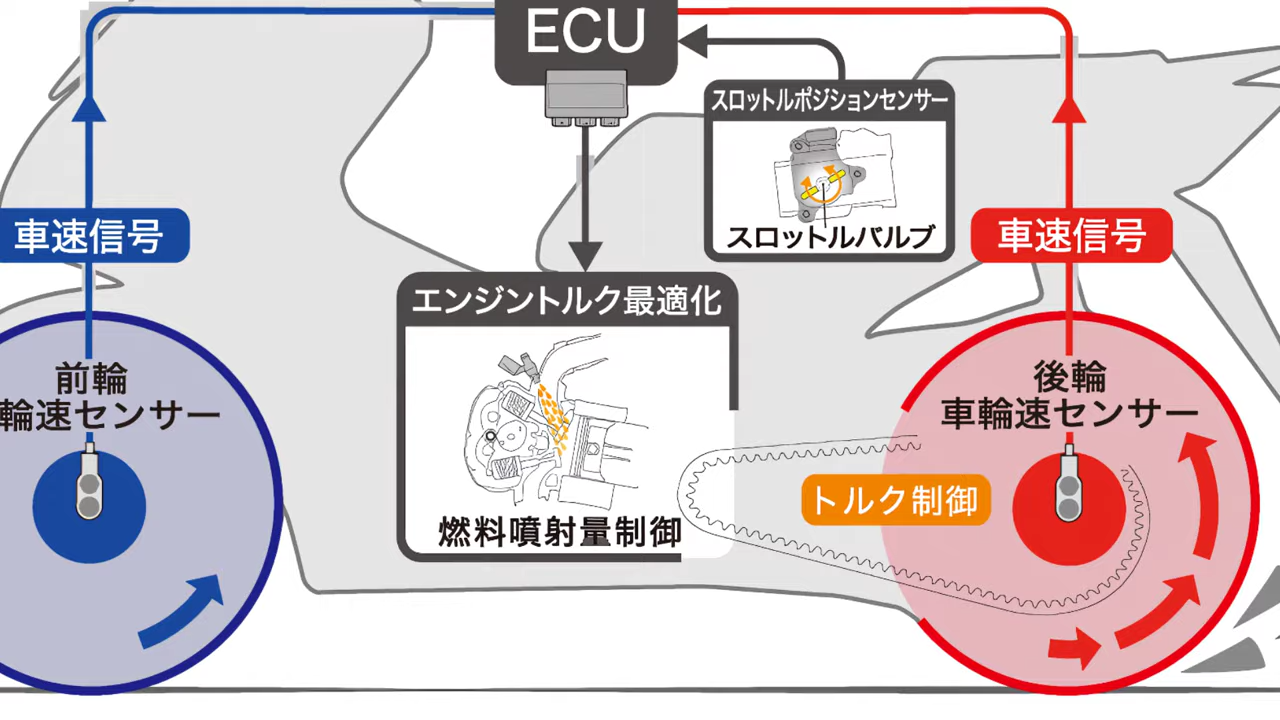 ECU
スロットルポジションセンサー
スロットルバルブ
車速信号
車速信号
エンジントルク最適化
燃料噴射量制御
前輪
輪速センサー
後輪
車輪速センサー
トルク制御